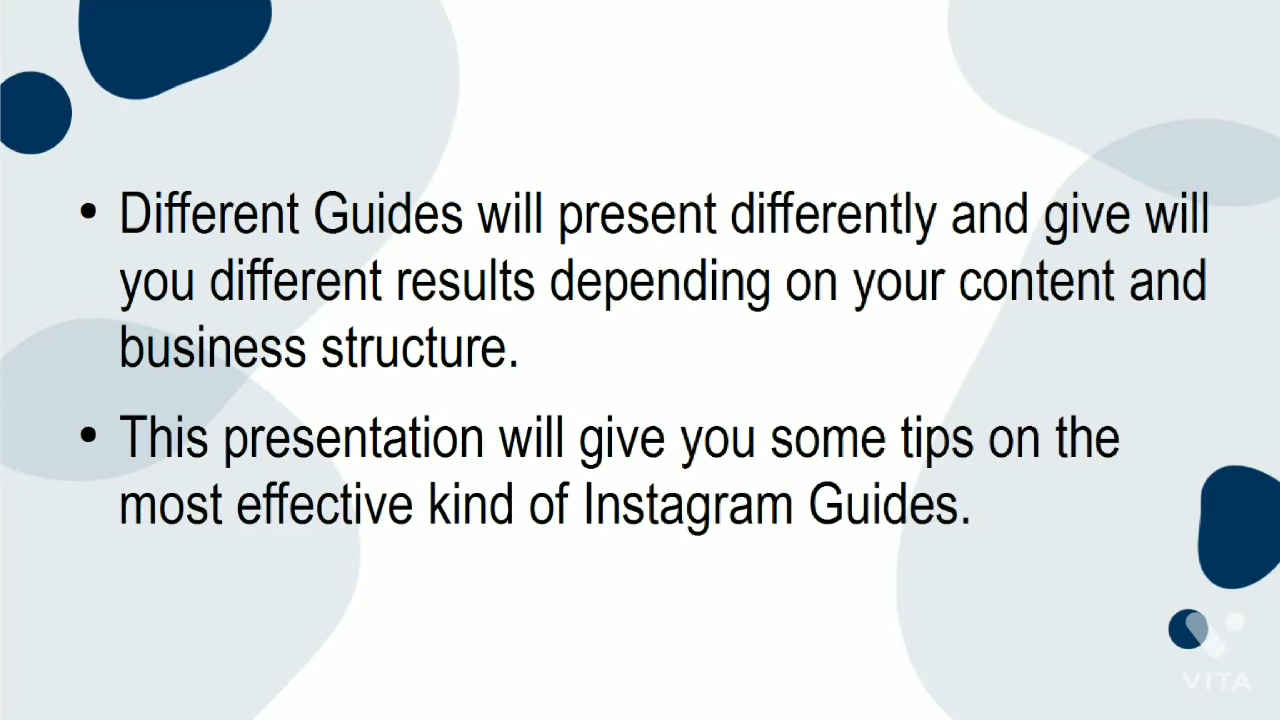 • Different Guides will present differently and give will
you different results depending on your content and
business structure.
• This presentation will give you some tips on the
most effective kind of Instagram Guides.
VITA